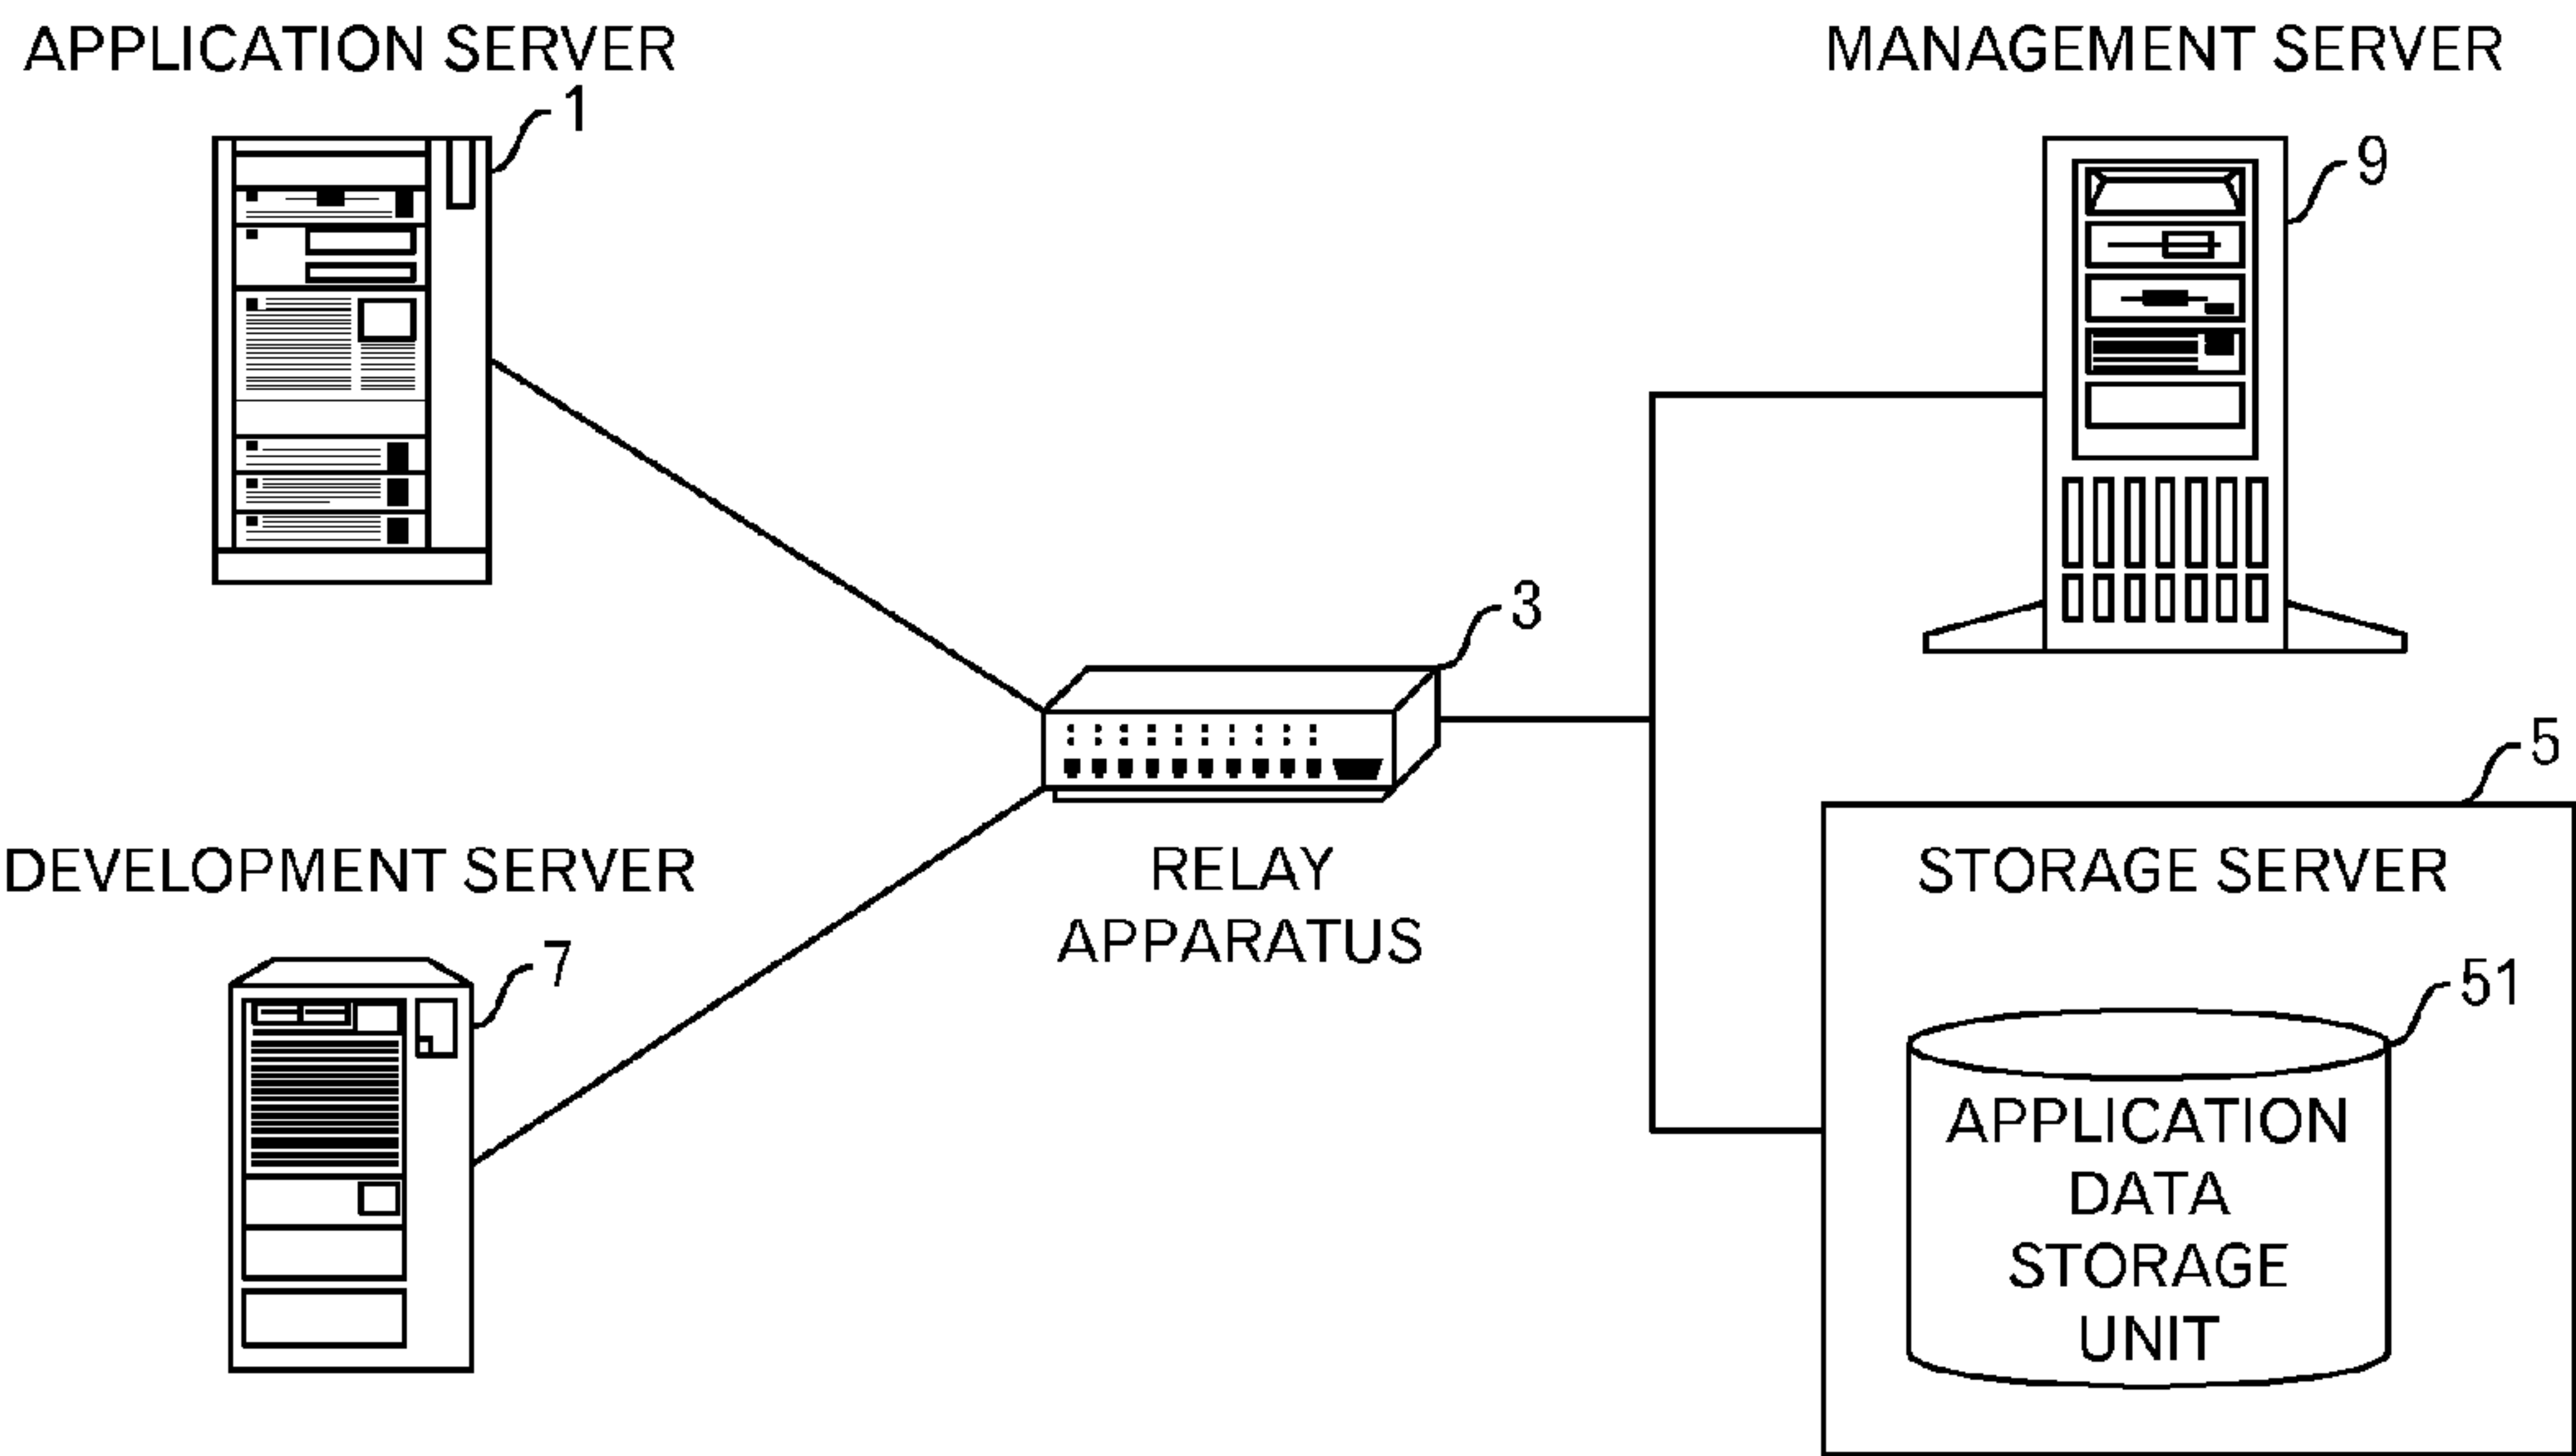 APPLICATION SERVER
1
MANAGEMENT SERVER
9
3
RELAY
APPARATUS
DEVELOPMENT SERVER
7
5
STORAGE SERVER
51
APPLICATION
DATA
STORAGE
UNIT